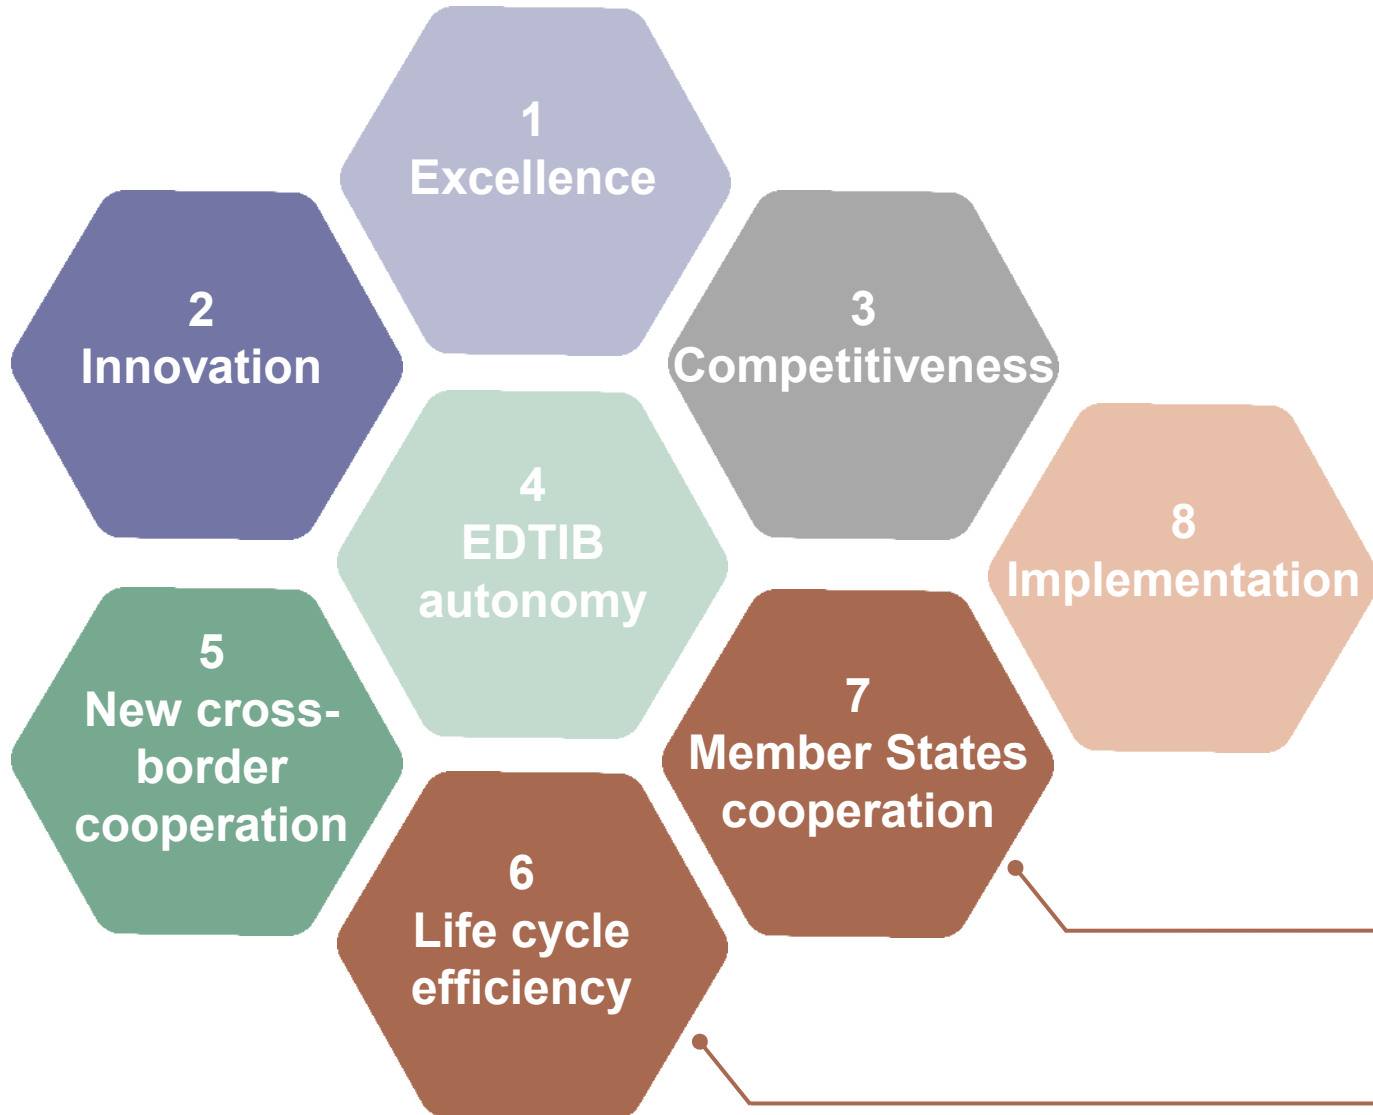 1
Excellence
2
Innovation
3
Competitiveness
4
EDTIB
autonomy
5
New cross-
border
cooperation
6
Life cycle
efficiency
7
Member States
cooperation
8
Implementation